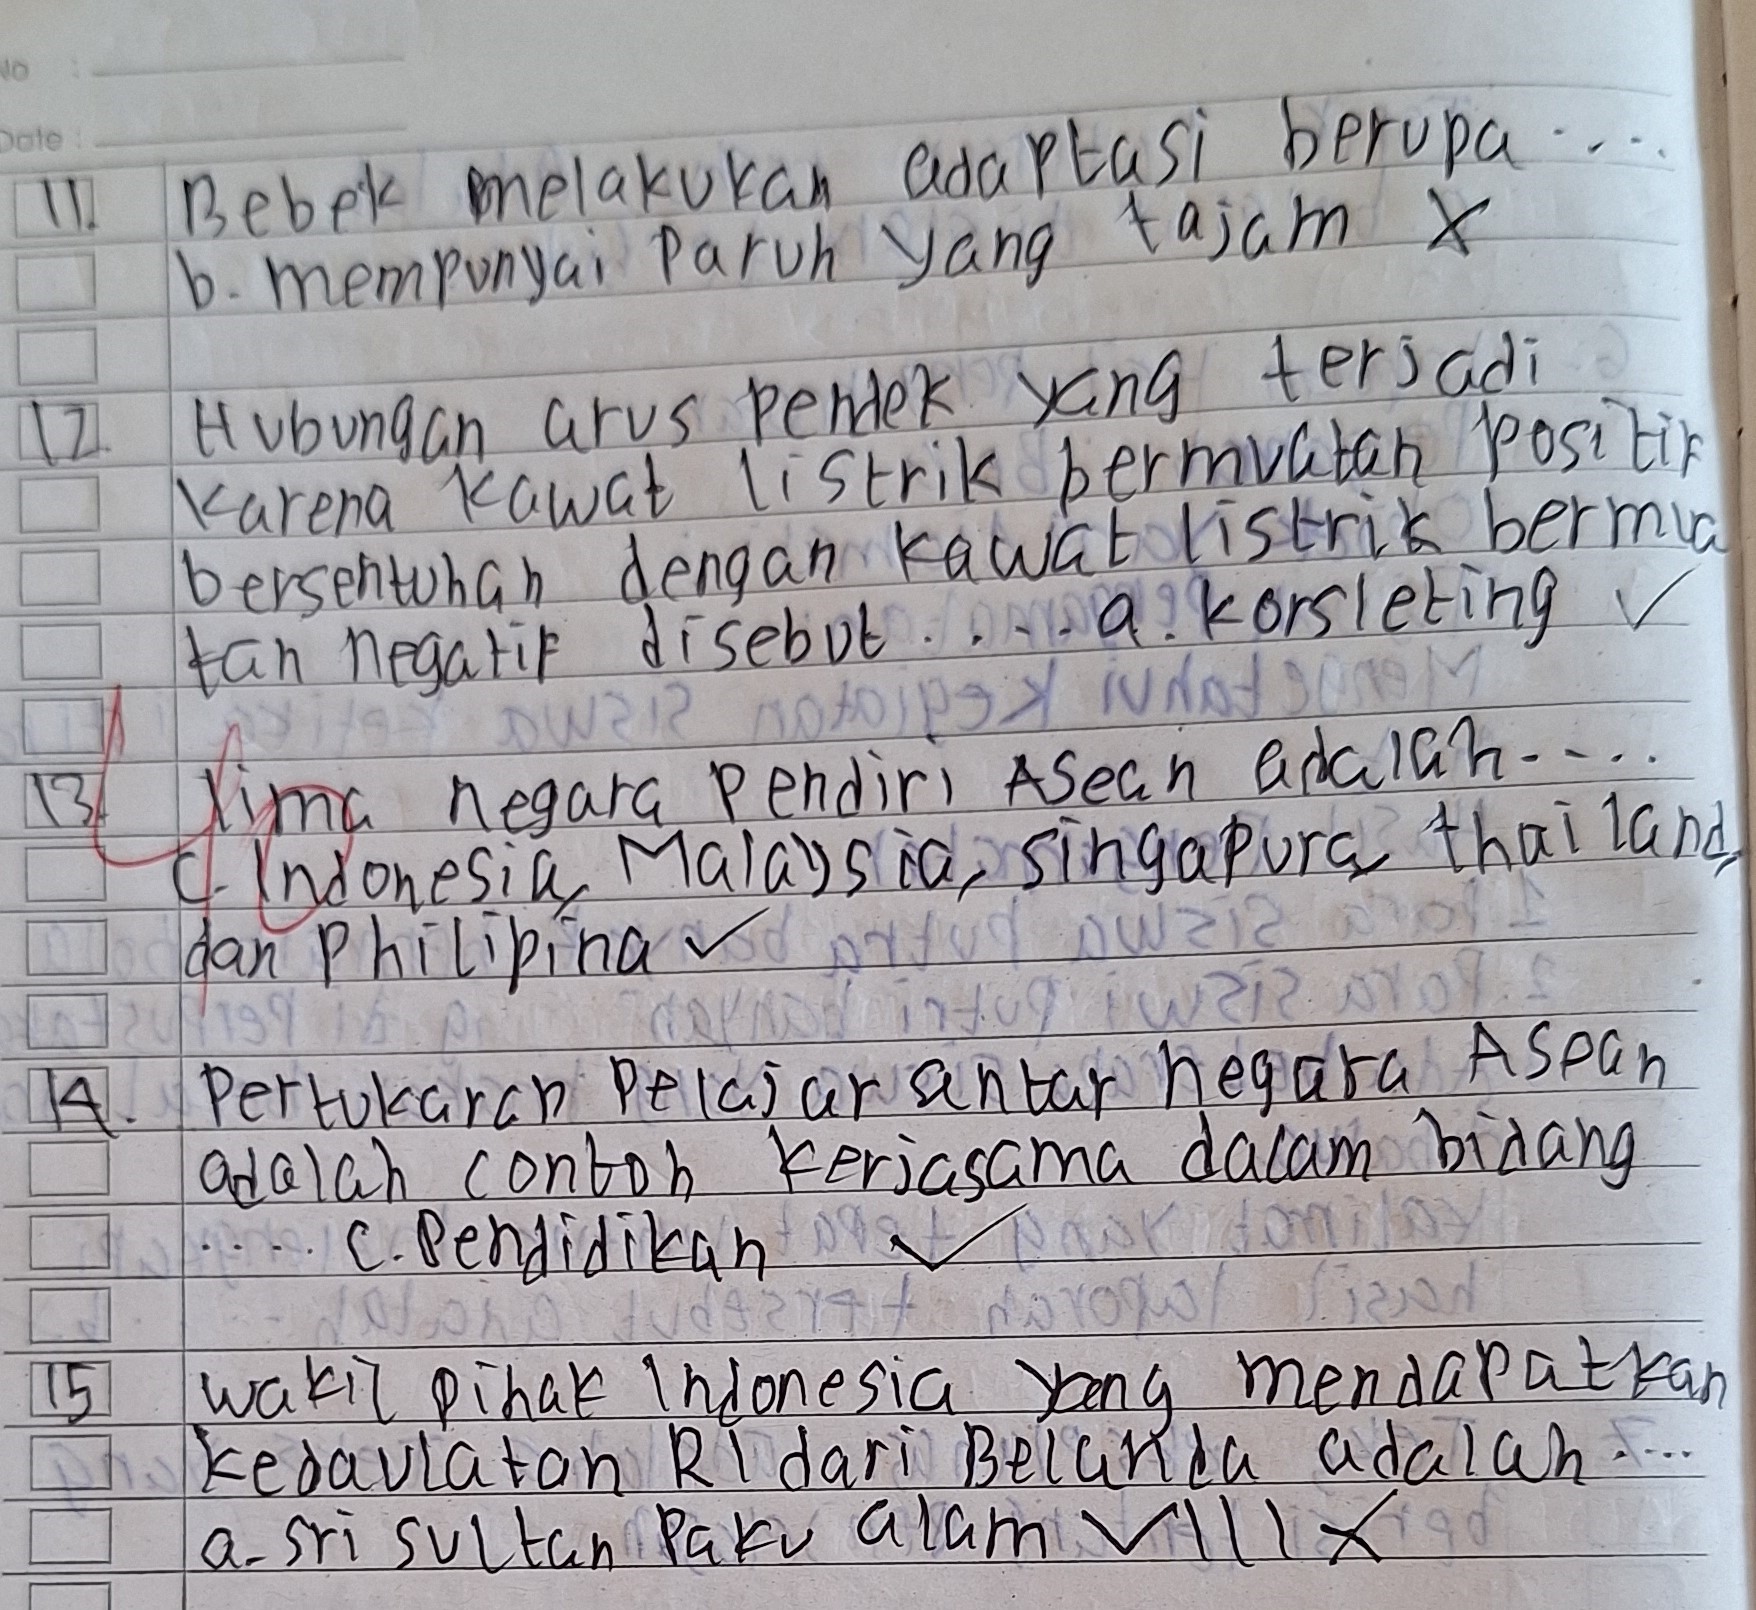 No :
Date :
11. Bebek melakukan adaptasi berupa ....
b. mempunyai Paruh yang tajam X
12. Hubungan arus pendek yang terjadi
karena kawat listrik bermuatan positif
bersentuhan dengan kawat listrik bermua
tan negatif disebut ..... a. korsleting ✓
13. lima negara Pendiri ASean adalah ....
c. Indonesia, Malaysia, singapura, thailand,
dan Philipina ✓
14. Pertukaran Pelajar antar negara ASean
adalah contoh kerjasama dalam bidang
..... c. Pendidikan ✓
15 wakil pihak Indonesia yang mendapatkan
kedaulatan RI dari Belanda adalah ....
a. sri sultan Paku alam VIII X